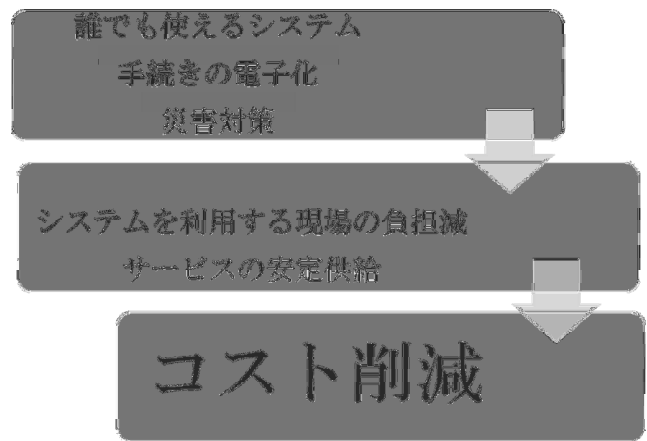 誰でも使えるシステム
手続きの電子化
災害対策
システムを利用する現場の負担減
サービスの安定供給
コスト削減